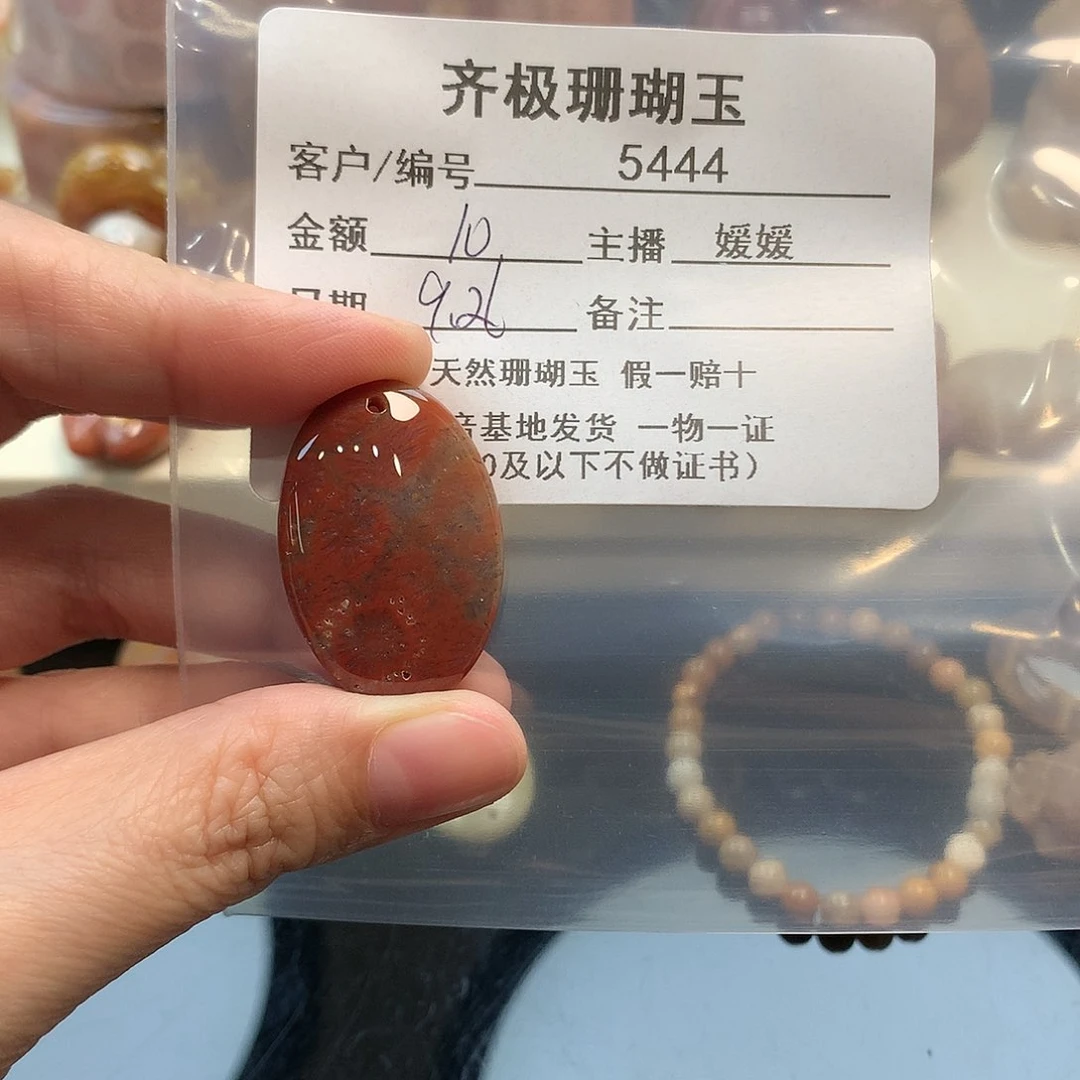 齐极珊瑚玉
客户/编号 5444
金额 10 主播 媛媛
日期 9.26 备注
天然珊瑚玉 假一赔十
基地发货 一物一证
0及以下不做证书）